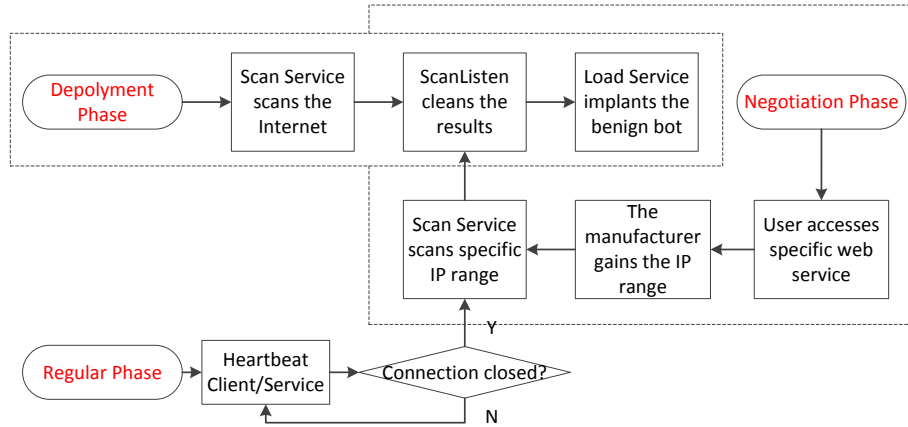 Depolyment
Phase
Scan Service
scans the
Internet
ScanListen
cleans the
results
Load Service
implants the
benign bot
Negotiation Phase
Scan Service
scans specific
IP range
The
manufacturer
gains the IP
range
User accesses
specific web
service
Y
Regular Phase
Heartbeat
Client/Service
Connection closed?
N